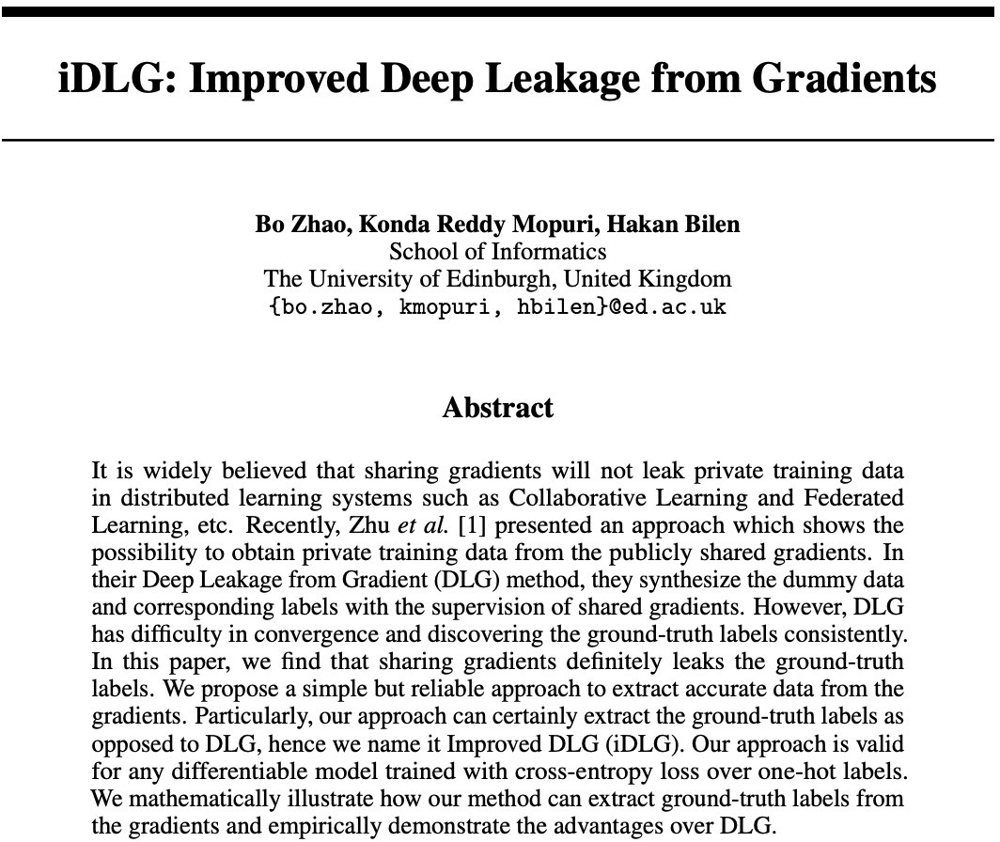 iDLG: Improved Deep Leakage from Gradients
Bo Zhao, Konda Reddy Mopuri, Hakan Bilen
School of Informatics
The University of Edinburgh, United Kingdom
{bo.zhao, kmopuri, hbilen}@ed.ac.uk
Abstract
It is widely believed that sharing gradients will not leak private training data
in distributed learning systems such as Collaborative Learning and Federated
Learning, etc. Recently, Zhu et al. [1] presented an approach which shows the
possibility to obtain private training data from the publicly shared gradients. In
their Deep Leakage from Gradient (DLG) method, they synthesize the dummy data
and corresponding labels with the supervision of shared gradients. However, DLG
has difficulty in convergence and discovering the ground-truth labels consistently.
In this paper, we find that sharing gradients definitely leaks the ground-truth
labels. We propose a simple but reliable approach to extract accurate data from the
gradients. Particularly, our approach can certainly extract the ground-truth labels as
opposed to DLG, hence we name it Improved DLG (iDLG). Our approach is valid
for any differentiable model trained with cross-entropy loss over one-hot labels.
We mathematically illustrate how our method can extract ground-truth labels from
the gradients and empirically demonstrate the advantages over DLG.